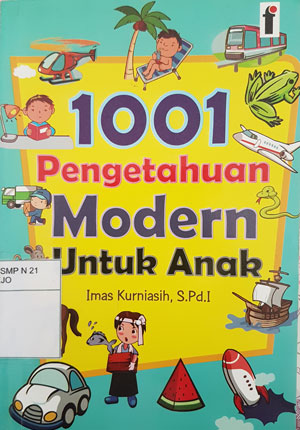 1001
Pengetahuan
Modern
Untuk Anak
Imas Kurniasih, S.Pd.I
SMP N 21
JO